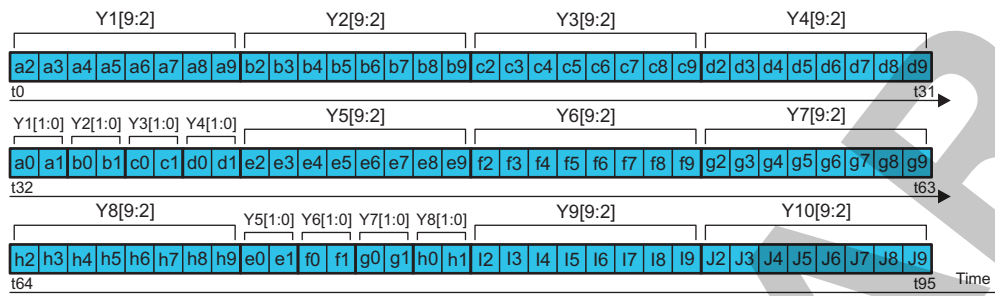 Y1[9:2] Y2[9:2] Y3[9:2] Y4[9:2]
a2 a3 a4 a5 a6 a7 a8 a9 b2 b3 b4 b5 b6 b7 b8 b9 c2 c3 c4 c5 c6 c7 c8 c9 d2 d3 d4 d5 d6 d7 d8 d9
t0 t31
Y1[1:0] Y2[1:0] Y3[1:0] Y4[1:0] Y5[9:2] Y6[9:2] Y7[9:2]
a0 a1 b0 b1 c0 c1 d0 d1 e2 e3 e4 e5 e6 e7 e8 e9 f2 f3 f4 f5 f6 f7 f8 f9 g2 g3 g4 g5 g6 g7 g8 g9
t32 t63
Y8[9:2] Y5[1:0] Y6[1:0] Y7[1:0] Y8[1:0] Y9[9:2] Y10[9:2]
h2 h3 h4 h5 h6 h7 h8 h9 e0 e1 f0 f1 g0 g1 h0 h1 I2 I3 I4 I5 I6 I7 I8 I9 J2 J3 J4 J5 J6 J7 J8 J9
t64 t95 Time